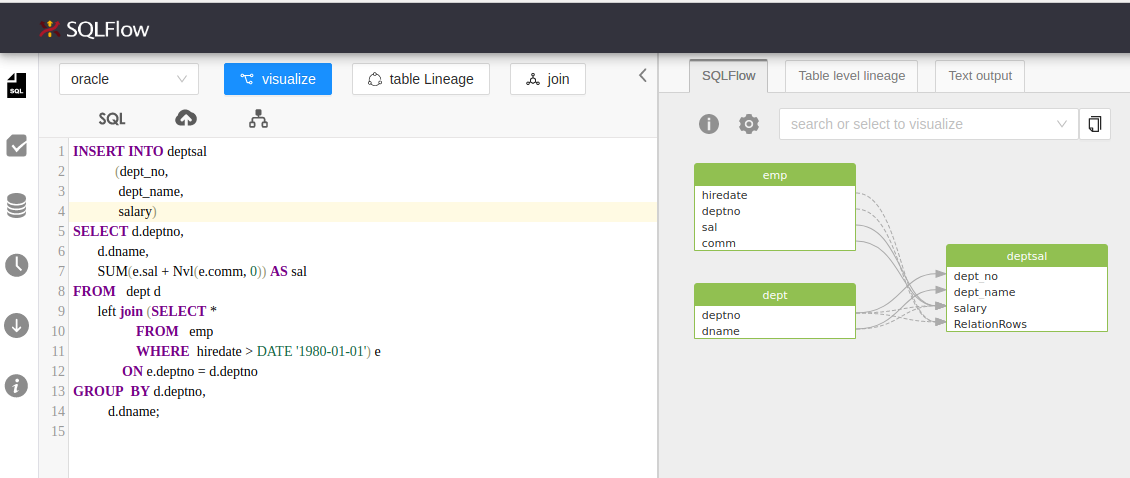 SQLFlow
oracle
visualize
table Lineage
join
SQL
SQL
1 INSERT INTO deptsal
2 (dept_no,
3 dept_name,
4 salary)
5 SELECT d.deptno,
6 d.dname,
7 SUM(e.sal + Nvl(e.comm, 0)) AS sal
8 FROM dept d
9 left join (SELECT *
10 FROM emp
11 WHERE hiredate > DATE '1980-01-01') e
12 ON e.deptno = d.deptno
13 GROUP BY d.deptno,
14 d.dname;
15
SQLFlow
Table level lineage
Text output
search or select to visualize
emp
hiredate
deptno
sal
comm
dept
deptno
dname
deptsal
dept_no
dept_name
salary
RelationRows